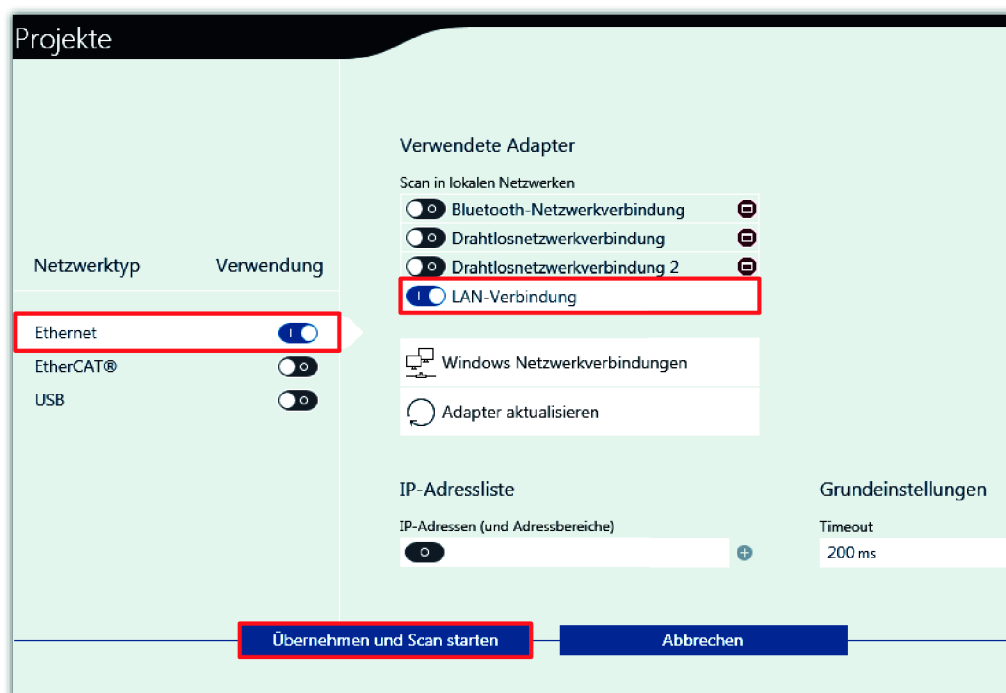 Projekte
Netzwerktyp Verwendung
Ethernet
EtherCAT®
USB
Verwendete Adapter
Scan in lokalen Netzwerken
Bluetooth-Netzwerkverbindung
Drahtlosnetzwerkverbindung
Drahtlosnetzwerkverbindung 2
LAN-Verbindung
Windows Netzwerkverbindungen
Adapter aktualisieren
IP-Adressliste
IP-Adressen (und Adressbereiche)
Grundeinstellungen
Timeout
200 ms
Übernehmen und Scan starten
Abbrechen